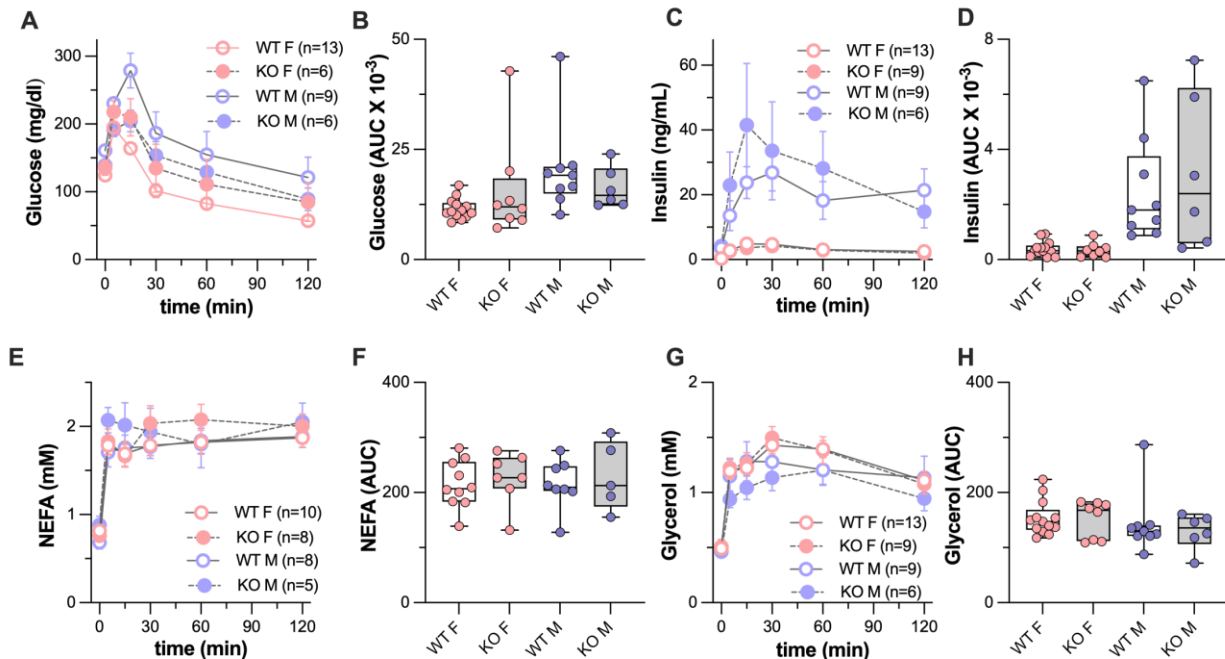 A
Glucose (mg/dl)
300
200
100
0
0
30
60
90
120
time (min)
WT F (n=13)
KO F (n=6)
WT M (n=9)
KO M (n=6)
B
Glucose (AUC X 10-3)
50
25
0
WT F
KO F
WT M
KO M
C
Insulin (ng/mL)
60
40
20
0
0
30
60
90
120
time (min)
WT F (n=13)
KO F (n=9)
WT M (n=9)
KO M (n=6)
D
Insulin (AUC X 10-3)
8
4
0
WT F
KO F
WT M
KO M
E
NEFA (mM)
2
1
0
0
30
60
90
120
time (min)
WT F (n=10)
KO F (n=8)
WT M (n=8)
KO M (n=5)
F
NEFA (AUC)
400
200
0
WT F
KO F
WT M
KO M
G
Glycerol (mM)
2
1
0
0
30
60
90
120
time (min)
WT F (n=13)
KO F (n=9)
WT M (n=9)
KO M (n=6)
H
Glycerol (AUC)
400
200
0
WT F
KO F
WT M
KO M